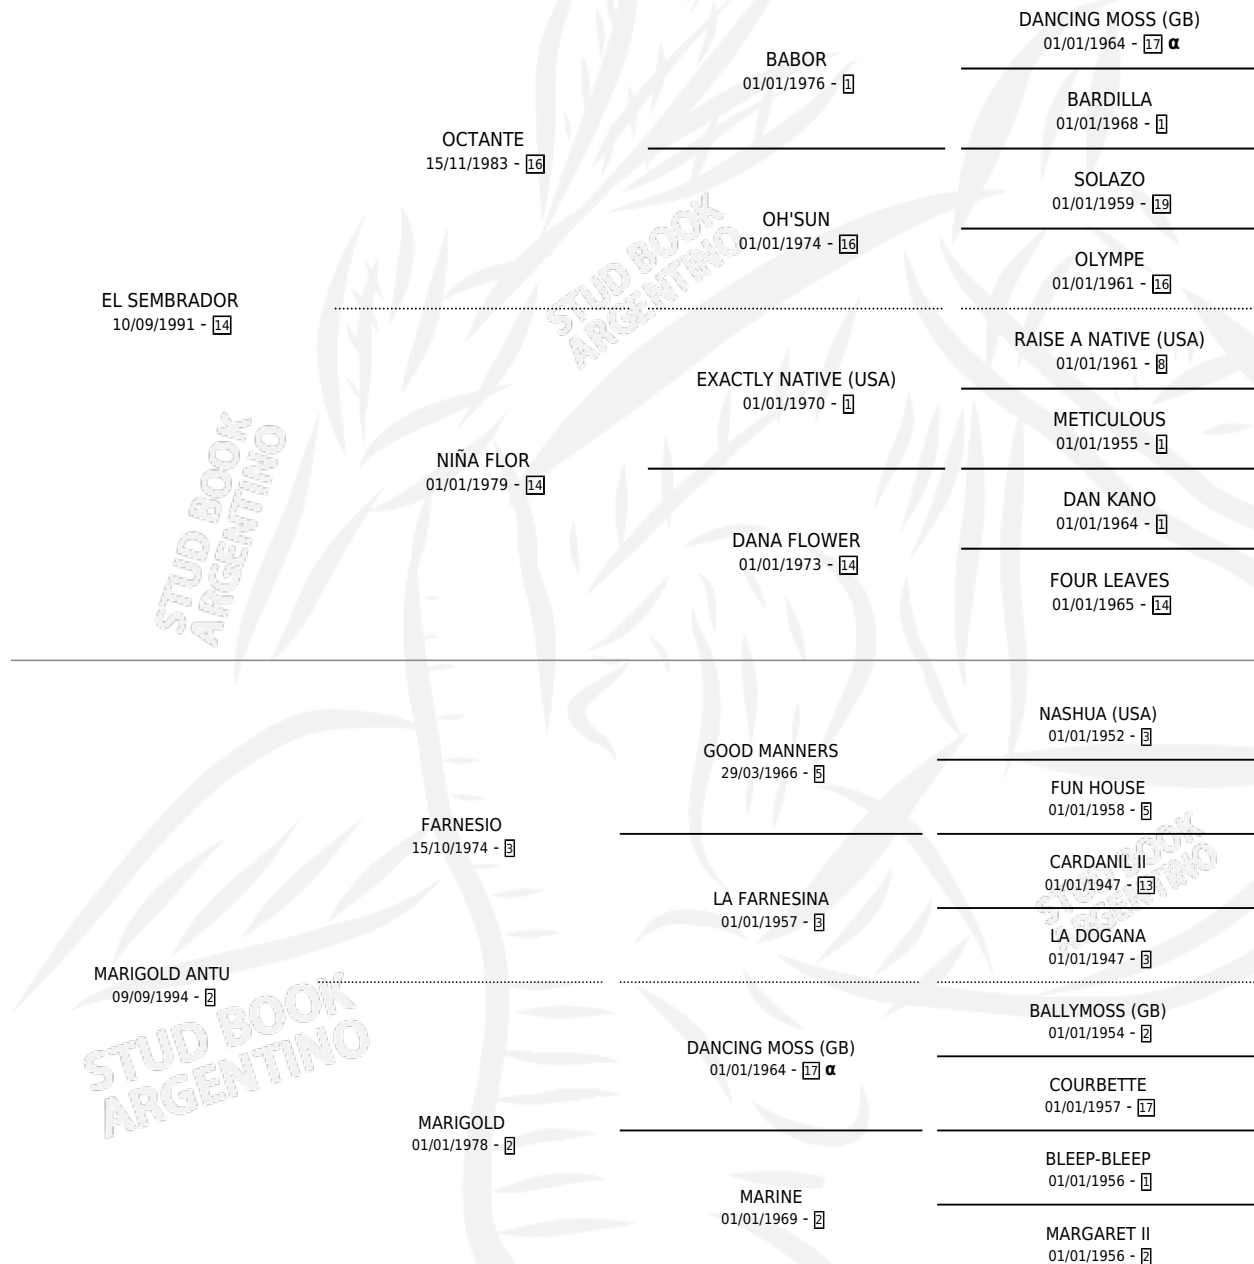 DANCING MOSS (GB)
01/01/1964 - 17 α
BABOR
01/01/1976 - 1
BARDILLA
01/01/1968 - 1
OCTANTE
15/11/1983 - 16
SOLAZO
01/01/1959 - 19
OH'SUN
01/01/1974 - 16
OLYMPE
01/01/1961 - 16
EL SEMBRADOR
10/09/1991 - 14
STUD BOOK
ARGENTINO
RAISE A NATIVE (USA)
01/01/1961 - 8
EXACTLY NATIVE (USA)
01/01/1970 - 1
METICULOUS
01/01/1955 - 1
NIÑA FLOR
01/01/1979 - 14
DAN KANO
01/01/1964 - 1
DANA FLOWER
01/01/1973 - 14
FOUR LEAVES
01/01/1965 - 14
STUD BOOK
ARGENTINO
NASHUA (USA)
01/01/1952 - 3
GOOD MANNERS
29/03/1966 - 5
FUN HOUSE
01/01/1958 - 5
FARNESIO
15/10/1974 - 3
CARDANIL II
01/01/1947 - 13
LA FARNESINA
01/01/1957 - 3
STUD BOOK
ARGENTINO
LA DOGANA
01/01/1947 - 3
MARIGOLD ANTU
09/09/1994 - 2
STUD BOOK
ARGENTINO
BALLYMOSS (GB)
01/01/1954 - 2
DANCING MOSS (GB)
01/01/1964 - 17 α
COURBETTE
01/01/1957 - 17
MARIGOLD
01/01/1978 - 2
BLEEP-BLEEP
01/01/1956 - 1
MARINE
01/01/1969 - 2
MARGARET II
01/01/1956 - 2